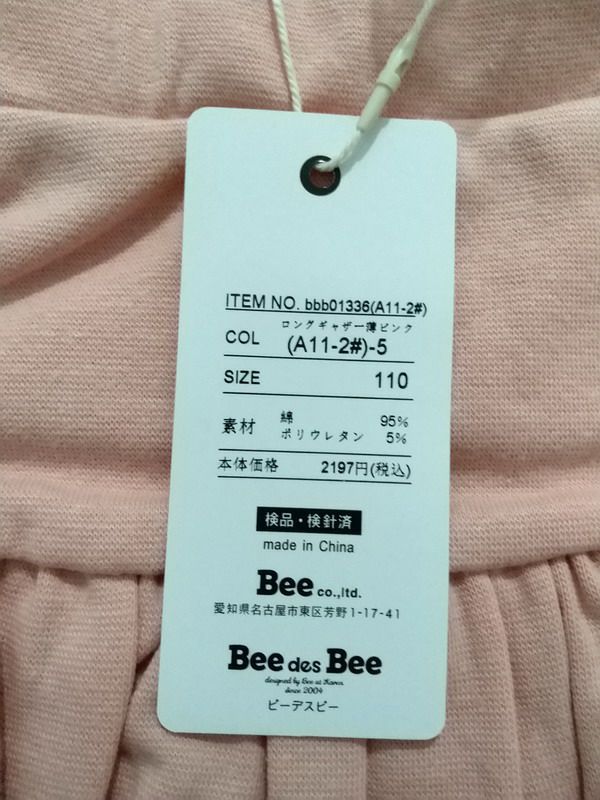 ITEM NO. bbb01336(A11-2#)
ロングギャザー薄ピンク
COL (A11-2#)-5
SIZE 110
素材 綿 95%
ポリウレタン 5%
本体価格 2197円(税込)
検品・検針済
made in China
Bee co.,ltd.
愛知県名古屋市東区芳野1-17-41
Bee des Bee
designed by Bee at Korea
since 2004
ビーデスビー